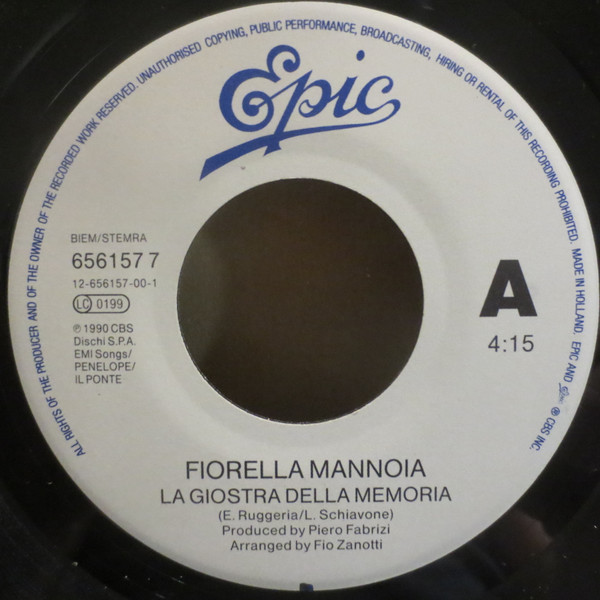 ALL RIGHTS OF THE PRODUCER AND OF THE OWNER OF THE RECORDED WORK RESERVED. UNAUTHORISED COPYING, PUBLIC PERFORMANCE, BROADCASTING, HIRING OR RENTAL OF THIS RECORDING PROHIBITED. MADE IN HOLLAND. EPIC AND Epic ® CBS INC.
Epic
BIEM/STEMRA
656157 7
12-656157-00-1
LC 0199
℗ 1990 CBS
Dischi S.P.A.
EMI Songs/
PENELOPE/
IL PONTE
A
4:15
FIORELLA MANNOIA
LA GIOSTRA DELLA MEMORIA
(E. Ruggeria/L. Schiavone)
Produced by Piero Fabrizi
Arranged by Fio Zanotti